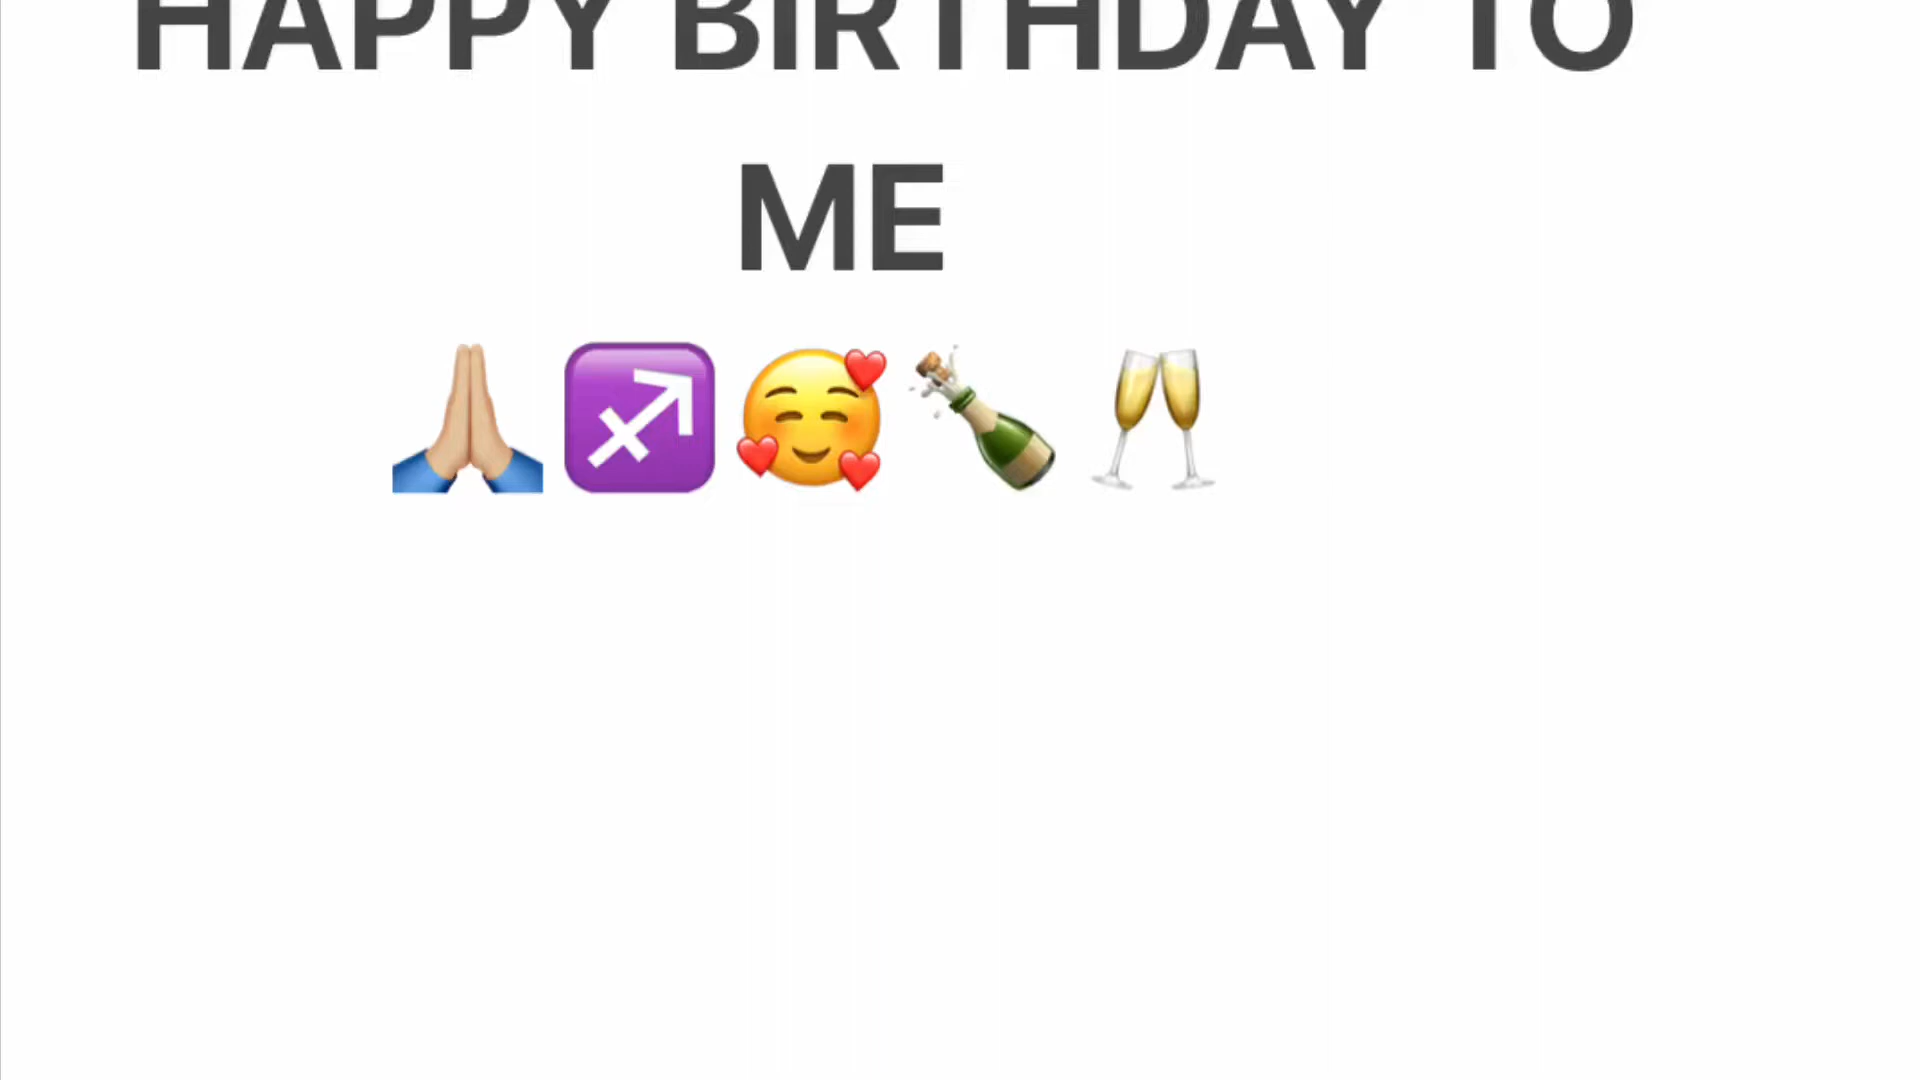 HAPPY BIRTHDAY TO
ME
🙏🏼♐🥰🍾🥂